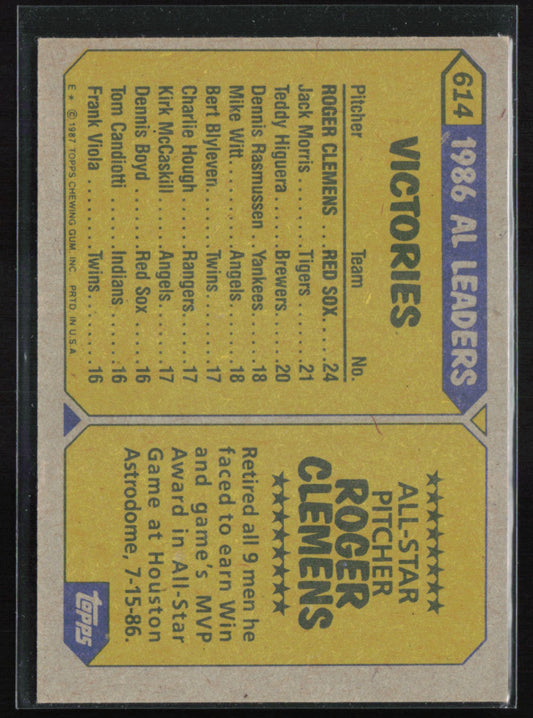 614
1986 AL LEADERS
VICTORIES
Pitcher Team No.
ROGER CLEMENS .... RED SOX ...... 24
Jack Morris .......... Tigers ....... 21
Teddy Higuera ....... Brewers ..... 20
Dennis Rasmussen .. Yankees ..... 18
Mike Witt ............ Angels ....... 18
Bert Blyleven ........ Twins ........ 17
Charlie Hough ....... Rangers ..... 17
Kirk McCaskill ....... Angels ....... 17
Dennis Boyd ......... Red Sox ..... 16
Tom Candiotti ....... Indians ...... 16
Frank Viola .......... Twins ........ 16
E * © 1987 TOPPS CHEWING GUM, INC. PRTD. IN U.S.A.
ALL-STAR
PITCHER
ROGER
CLEMENS
Retired all 9 men he
faced to earn Win
and game's MVP
Award in All-Star
Game at Houston
Astrodome, 7-15-86.
topps